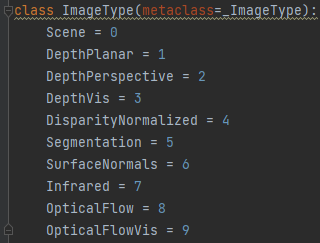 class ImageType(metaclass=_ImageType):
Scene = 0
DepthPlanar = 1
DepthPerspective = 2
DepthVis = 3
DisparityNormalized = 4
Segmentation = 5
SurfaceNormals = 6
Infrared = 7
OpticalFlow = 8
OpticalFlowVis = 9